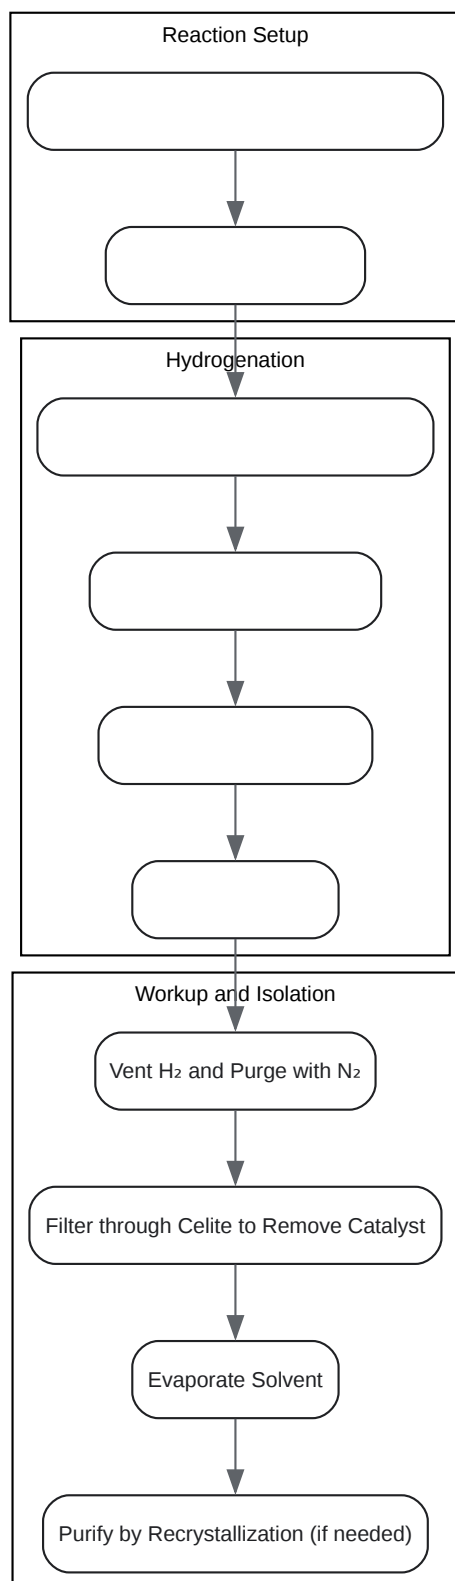 Reaction Setup
Hydrogenation
Workup and Isolation
Vent H₂ and Purge with N₂
Filter through Celite to Remove Catalyst
Evaporate Solvent
Purify by Recrystallization (if needed)